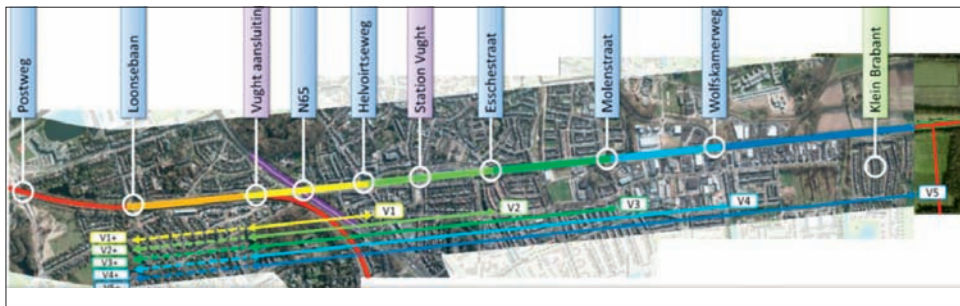 Postweg
Loonsebaan
Vught aansluiting
N65
Helvoirtseweg
Station Vught
Esschestraat
Molenstraat
Wolfskamerweg
Klein Brabant
V1
V2
V3
V4
V5
V1+
V2+
V3+
V4+